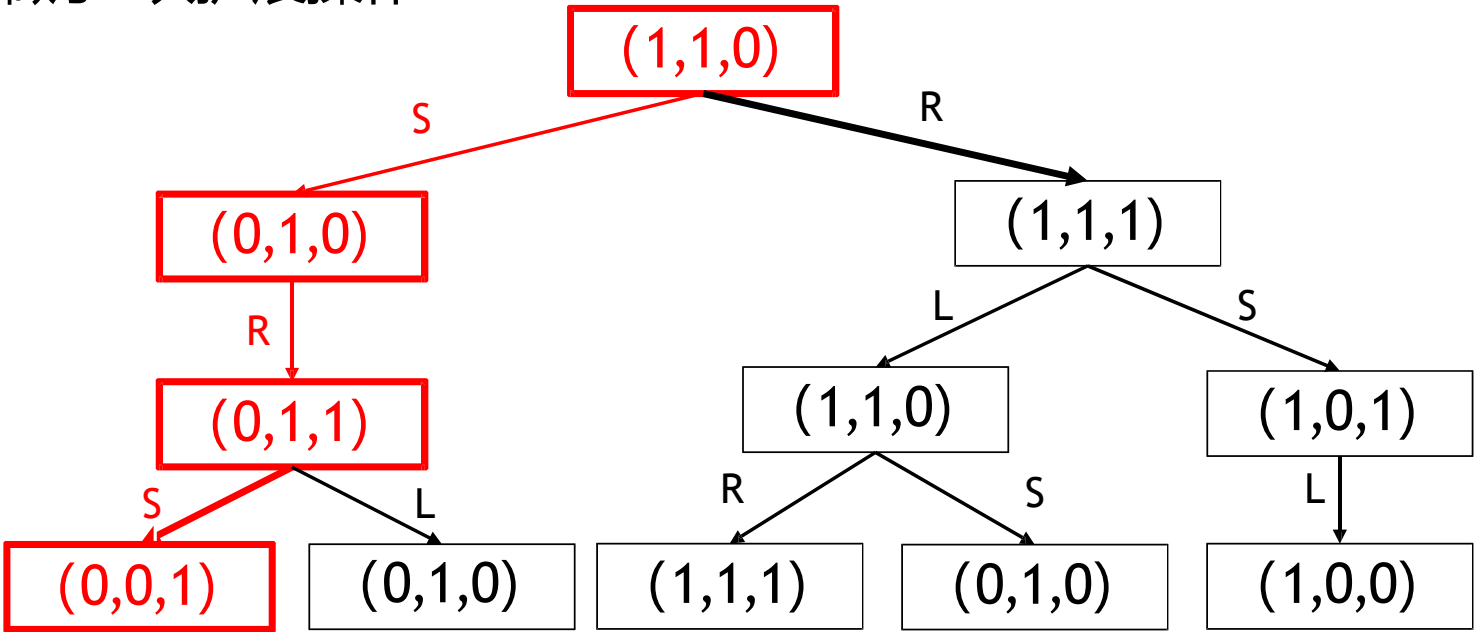 (1,1,0)
S
R
(0,1,0)
(1,1,1)
R
L
S
(0,1,1)
(1,1,0)
(1,0,1)
S
L
R
S
L
(0,0,1)
(0,1,0)
(1,1,1)
(0,1,0)
(1,0,0)